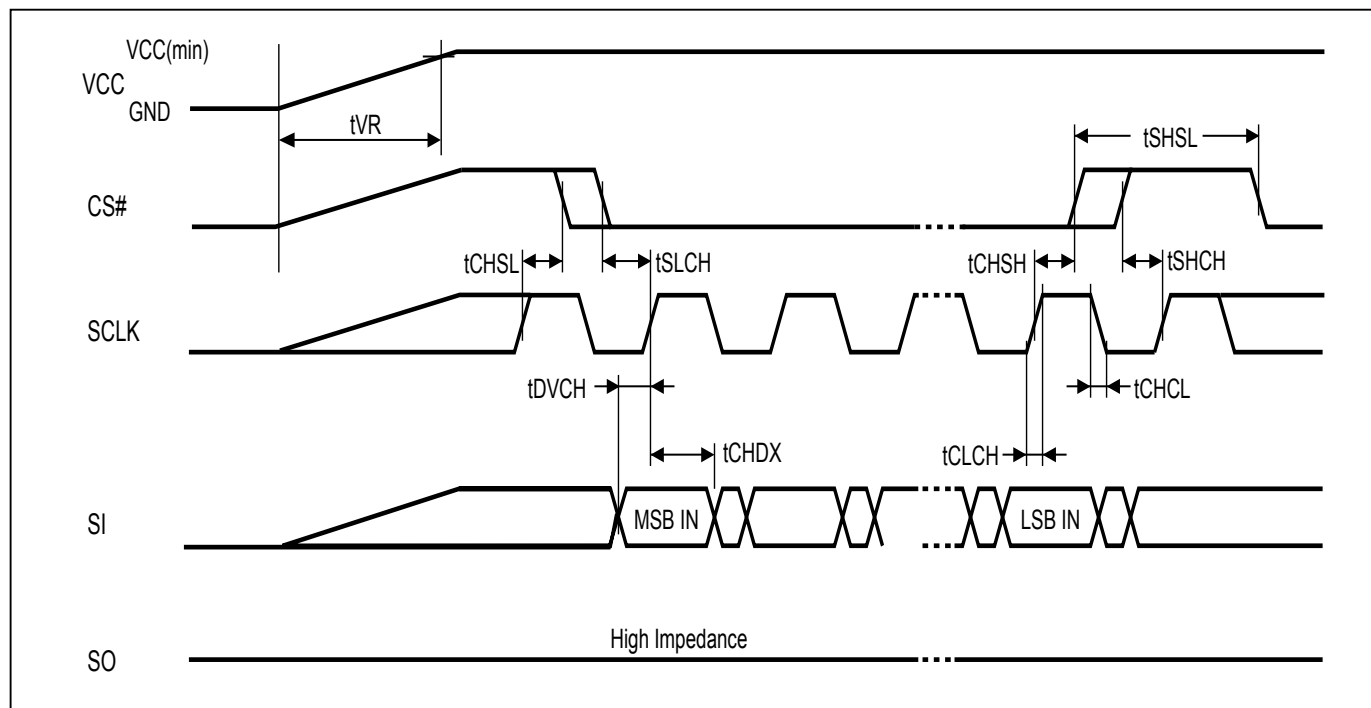 VCC(min)
VCC
GND
tVR
tSHSL
CS#
tCHSL
tSLCH
tCHSH
tSHCH
SCLK
tDVCH
tCHCL
tCHDX
tCLCH
SI
MSB IN
LSB IN
High Impedance
SO